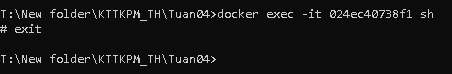 T:\New folder\KTTKPM_TH\Tuan04>docker exec -it 024ec40738f1 sh
# exit
T:\New folder\KTTKPM_TH\Tuan04>